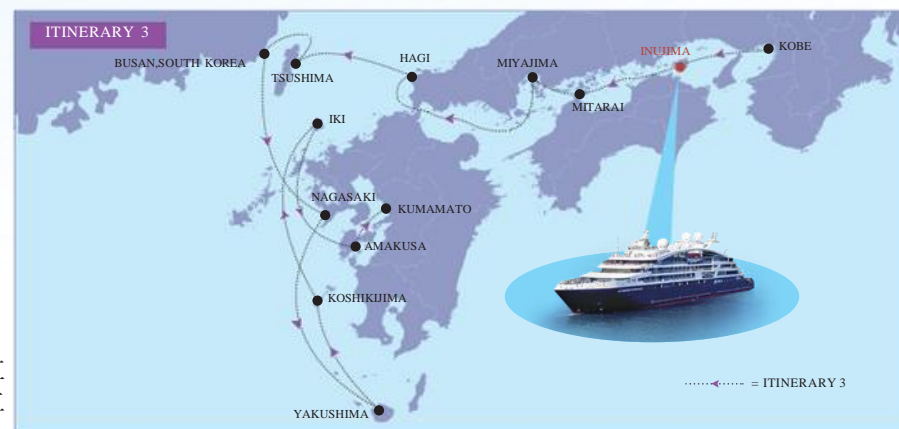 ITINERARY 3
BUSAN,SOUTH KOREA
TSUSHIMA
HAGI
MIYAJIMA
MITARAI
INUJIMA
KOBE
IKI
NAGASAKI
KUMAMATO
AMAKUSA
KOSHIKIJIMA
YAKUSHIMA
= ITINERARY 3